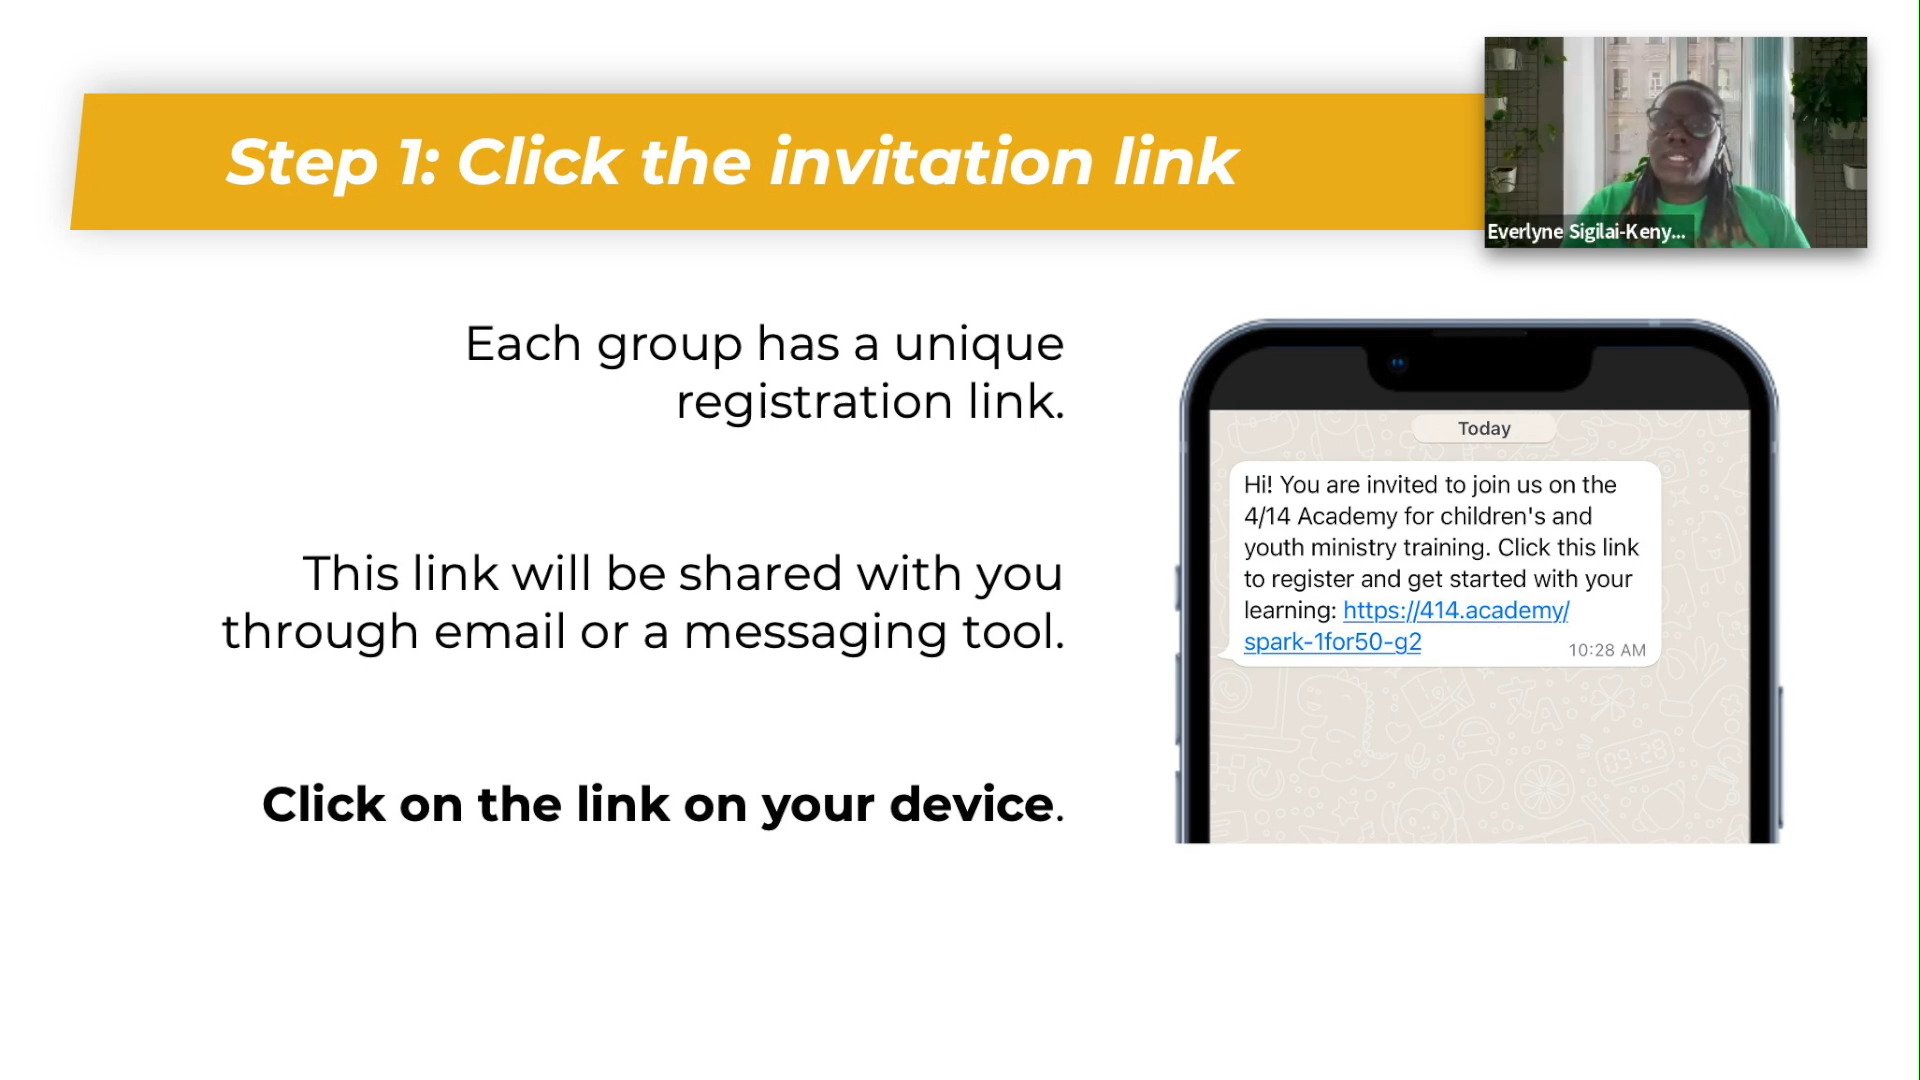 Step 1: Click the invitation link
Everlyne Sigilai-Keny...
Each group has a unique
registration link.
This link will be shared with you
through email or a messaging tool.
Click on the link on your device.
Today
Hi! You are invited to join us on the
4/14 Academy for children's and
youth ministry training. Click this link
to register and get started with your
learning: https://414.academy/
spark-1for50-g2
10:28 AM
09:28